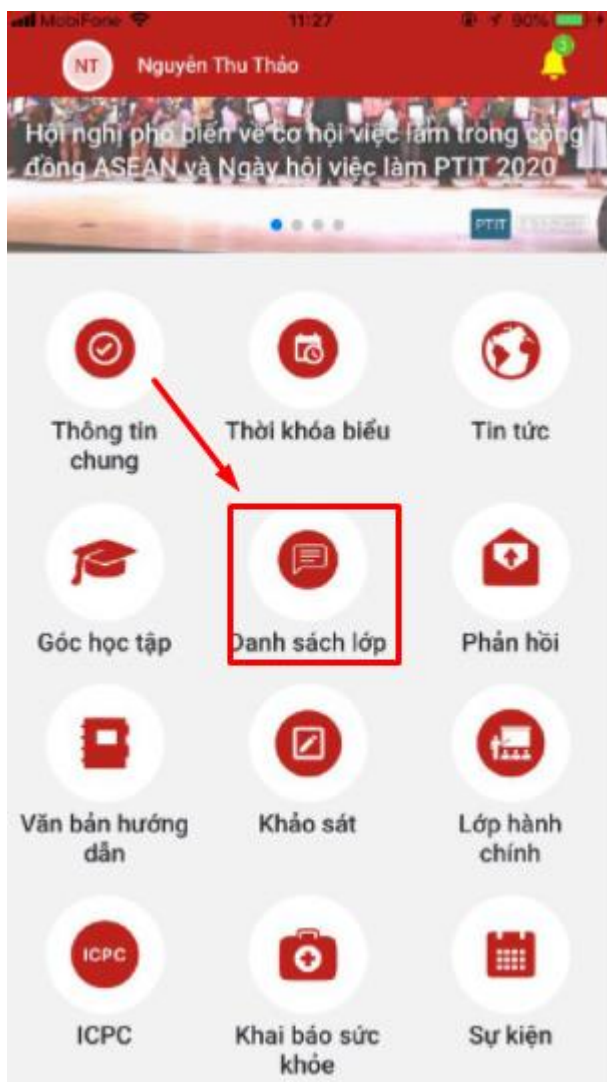 MobiFone
11:27
90%
NT
Nguyễn Thu Thảo
3
Hội nghị phổ biến về cơ hội việc làm trong cộng
đồng ASEAN và Ngày hội việc làm PTIT 2020
PTIT
Thông tin
chung
Thời khóa biểu
Tin tức
Góc học tập
Danh sách lớp
Phản hồi
Văn bản hướng
dẫn
Khảo sát
Lớp hành
chính
ICPC
ICPC
Khai báo sức
khỏe
Sự kiện